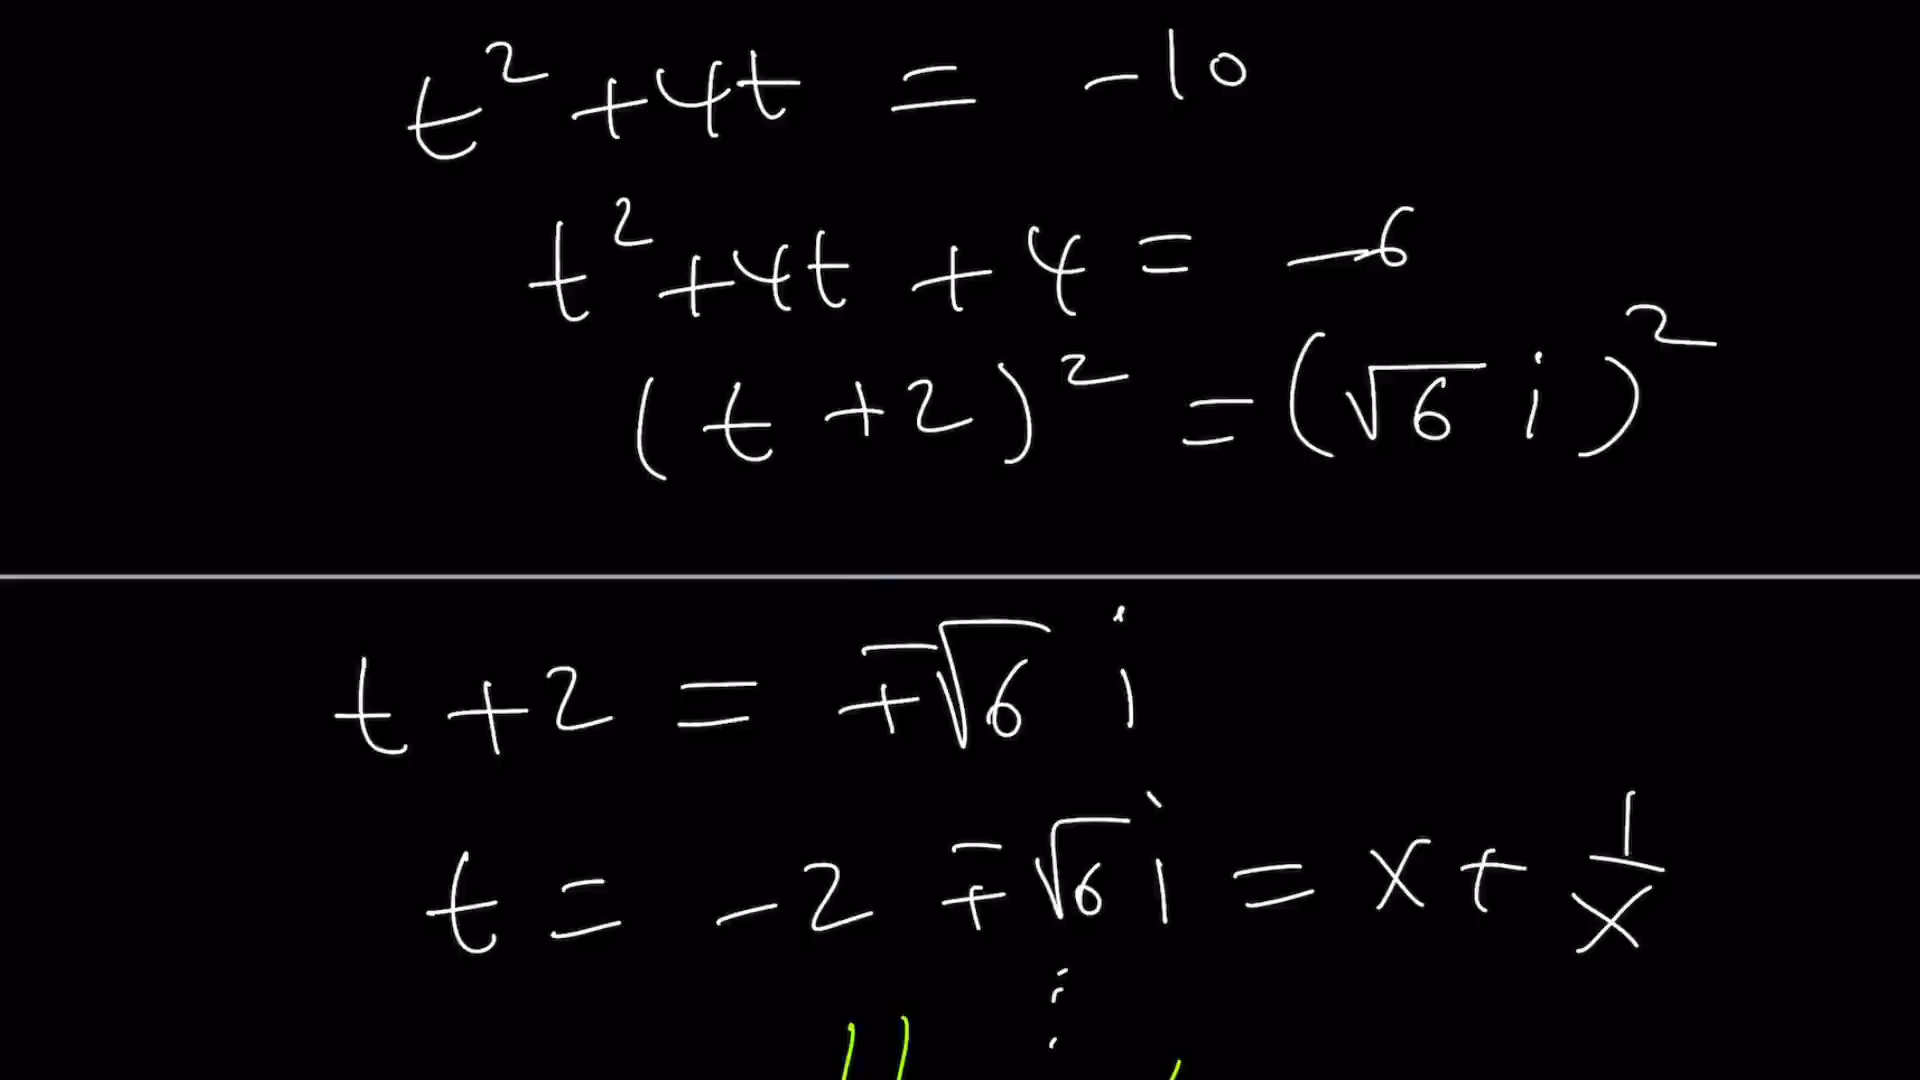 t² + 4t = -10
t² + 4t + 4 = -6
(t + 2)² = (√6 i)²
t + 2 = ∓√6 i
t = -2 ∓ √6 i = x + 1/x